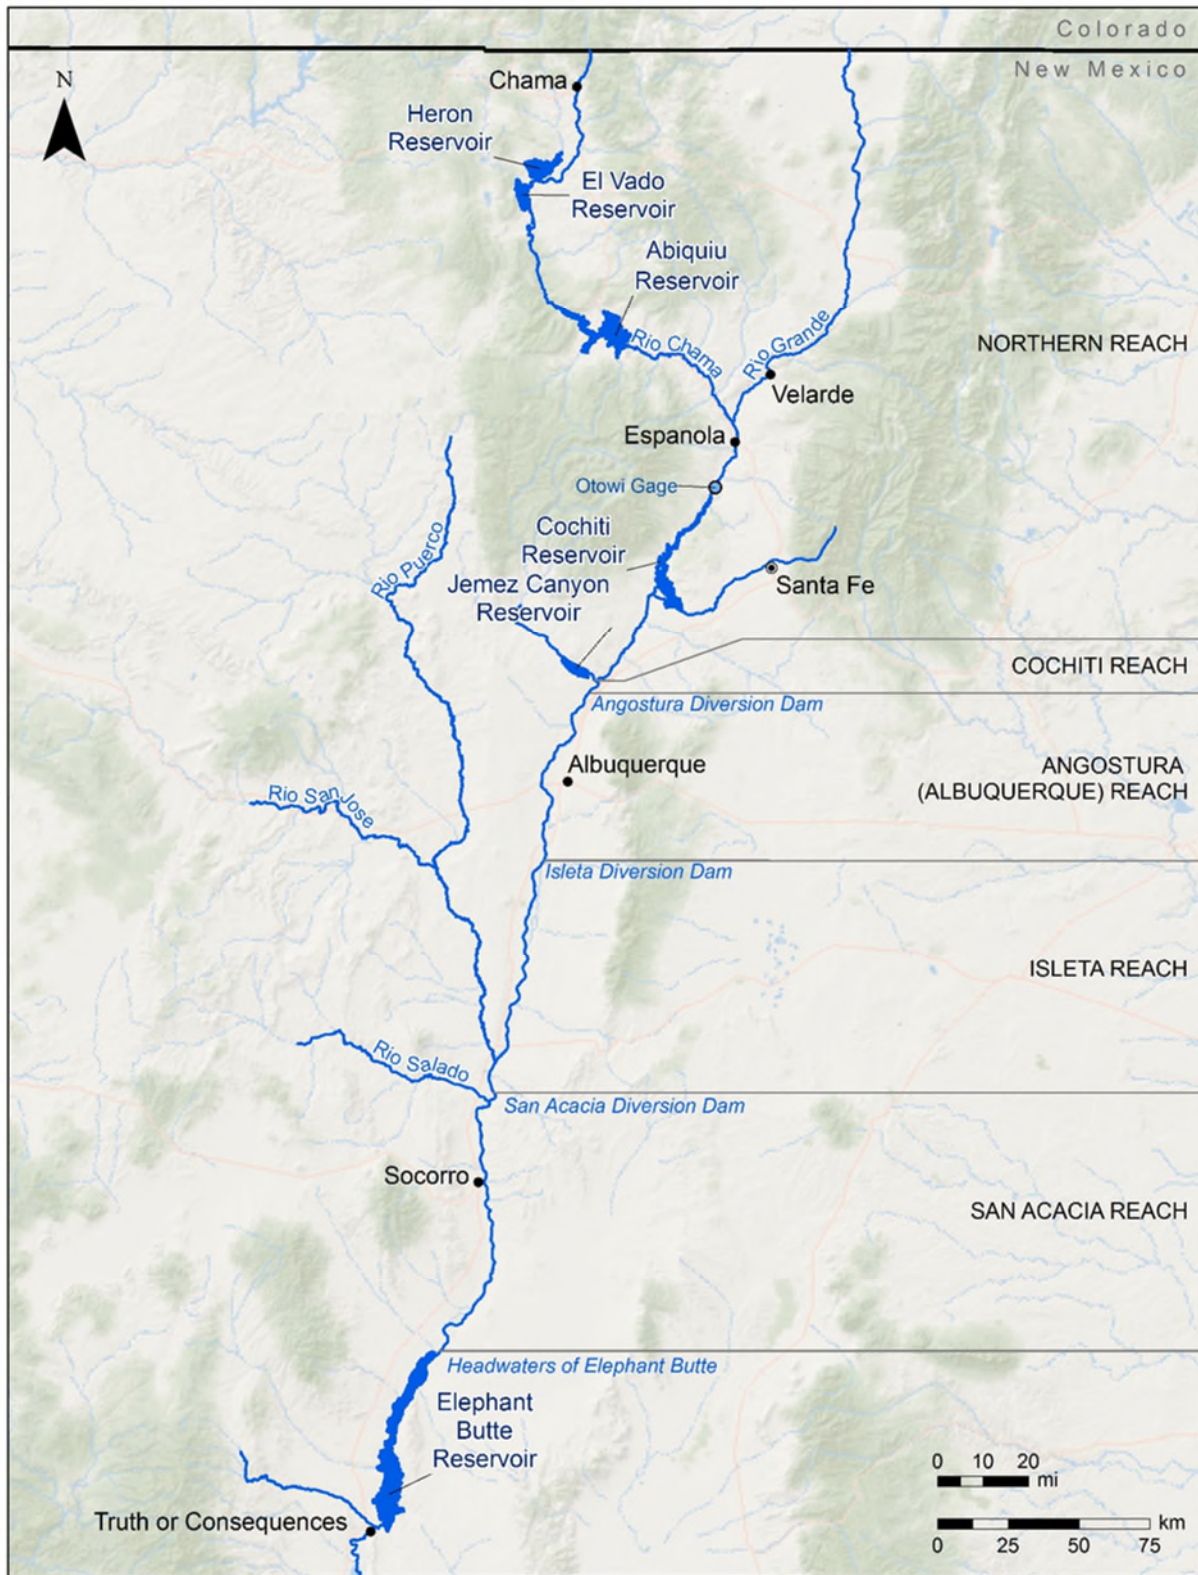 Colorado
New Mexico
N
Chama
Heron
Reservoir
El Vado
Reservoir
Abiquiu
Reservoir
Rio Chama
Rio Grande
NORTHERN REACH
Velarde
Espanola
Otowi Gage
Cochiti
Reservoir
Rio Puerco
Jemez Canyon
Reservoir
Santa Fe
COCHITI REACH
Angostura Diversion Dam
Albuquerque
ANGOSTURA
(ALBUQUERQUE) REACH
Rio San Jose
Isleta Diversion Dam
ISLETA REACH
Rio Salado
San Acacia Diversion Dam
Socorro
SAN ACACIA REACH
Headwaters of Elephant Butte
Elephant
Butte
Reservoir
Truth or Consequences
0 10 20
mi
km
0 25 50 75